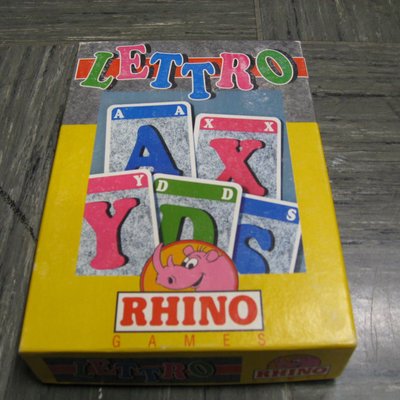 LETTRO
A A
X X
A
X
Y
D D
S
Y
D
S
RHINO
GAMES
LETTRO
RHINO